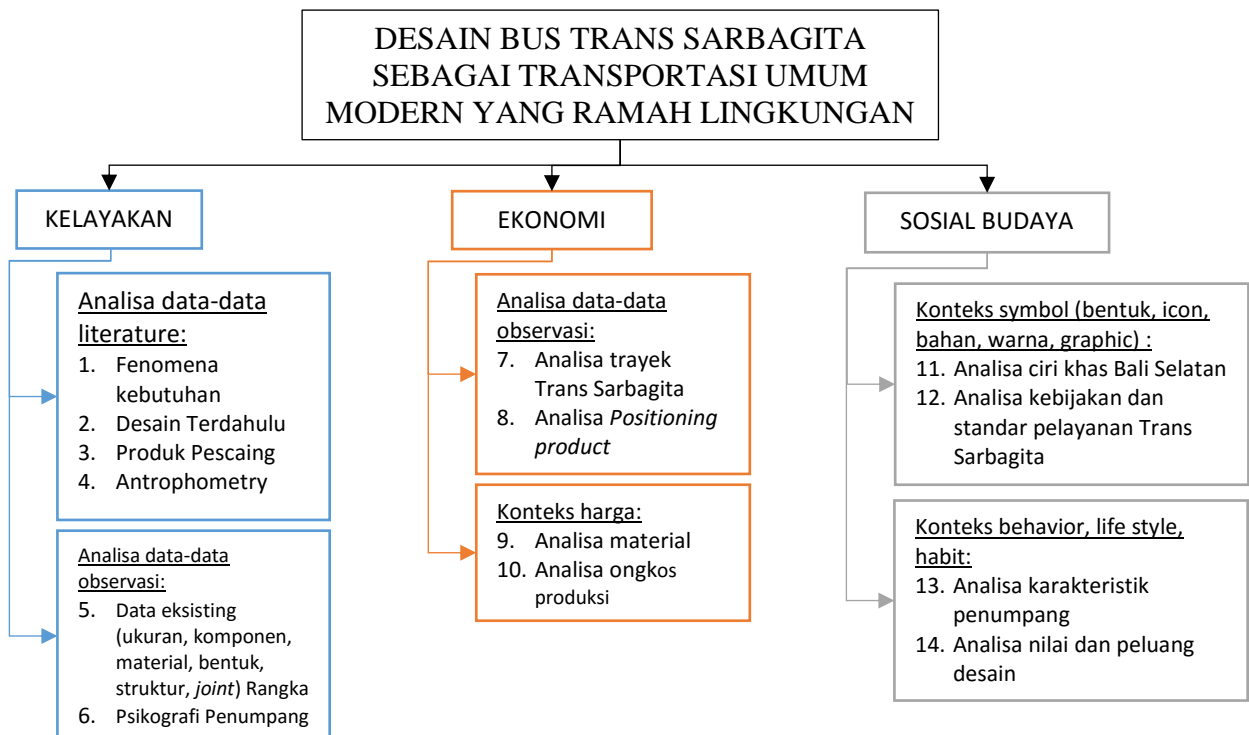 DESAIN BUS TRANS SARBAGITA
SEBAGAI TRANSPORTASI UMUM
MODERN YANG RAMAH LINGKUNGAN
KELAYAKAN
Analisa data-data
literature:
1. Fenomena
kebutuhan
2. Desain Terdahulu
3. Produk Pescaing
4. Antrophometry
Analisa data-data
observasi:
5. Data eksisting
(ukuran, komponen,
material, bentuk,
struktur, joint) Rangka
6. Psikografi Penumpang
EKONOMI
Analisa data-data
observasi:
7. Analisa trayek
Trans Sarbagita
8. Analisa Positioning
product
Konteks harga:
9. Analisa material
10. Analisa ongkos
produksi
SOSIAL BUDAYA
Konteks symbol (bentuk, icon,
bahan, warna, graphic) :
11. Analisa ciri khas Bali Selatan
12. Analisa kebijakan dan
standar pelayanan Trans
Sarbagita
Konteks behavior, life style,
habit:
13. Analisa karakteristik
penumpang
14. Analisa nilai dan peluang
desain